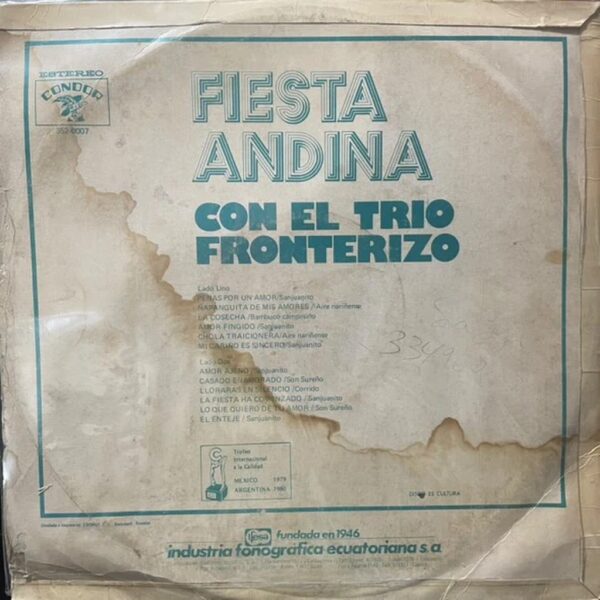 ESTEREO
CONDOR
352-0007
FIESTA
ANDINA
CON EL TRIO
FRONTERIZO
Lado Uno
PENAS POR UN AMOR/Sanjuanito
ÑAPANGUITA DE MIS AMORES /Aire nariñense
LA COSECHA /Bambuco campesino
AMOR FINGIDO /Sanjuanito
CHOLA TRAICIONERA/Aire nariñense
MI CARIÑO ES SINCERO/Sanjuanito
Lado Dos
AMOR AJENO /Sanjuanito
CASADO ENAMORADO /Son Sureño
LLORARAS EN SILENCIO /Corrido
LA FIESTA HA COMENZADO /Sanjuanito
LO QUE QUIERO DE TU AMOR /Son Sureño
EL ENTEJE / Sanjuanito
Trofeo
Internacional
a la Calidad
MEXICO 1979
ARGENTINA 1980
DISCO ES CULTURA
ifesa fundada en 1946
industria fonografica ecuatoriana s.a.